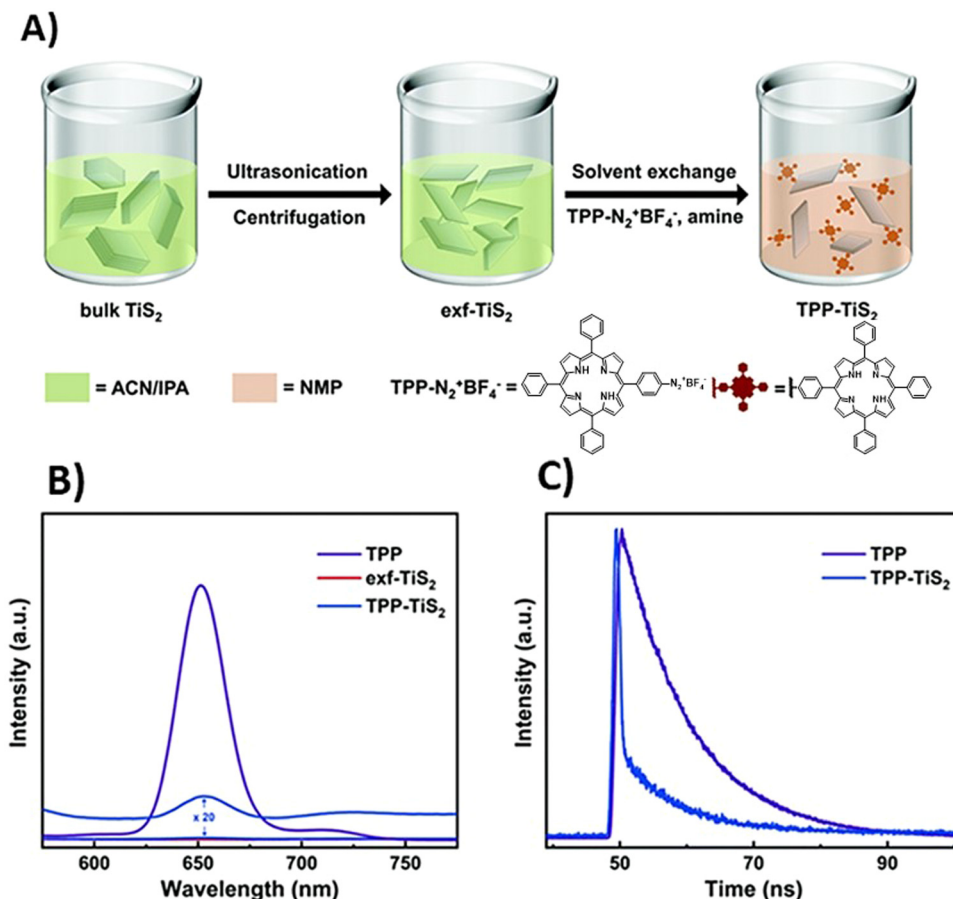 A)
Ultrasonication
Centrifugation
Solvent exchange
TPP-N₂⁺BF₄⁻, amine
bulk TiS₂
exf-TiS₂
TPP-TiS₂
= ACN/IPA
= NMP
TPP-N₂⁺BF₄⁻ =
NH
N
N
NH
N₂⁺BF₄⁻
=
NH
N
N
NH
B)
TPP
exf-TiS₂
TPP-TiS₂
x 20
Intensity (a.u.)
600
650
700
750
Wavelength (nm)
C)
TPP
TPP-TiS₂
Intensity (a.u.)
50
70
90
Time (ns)